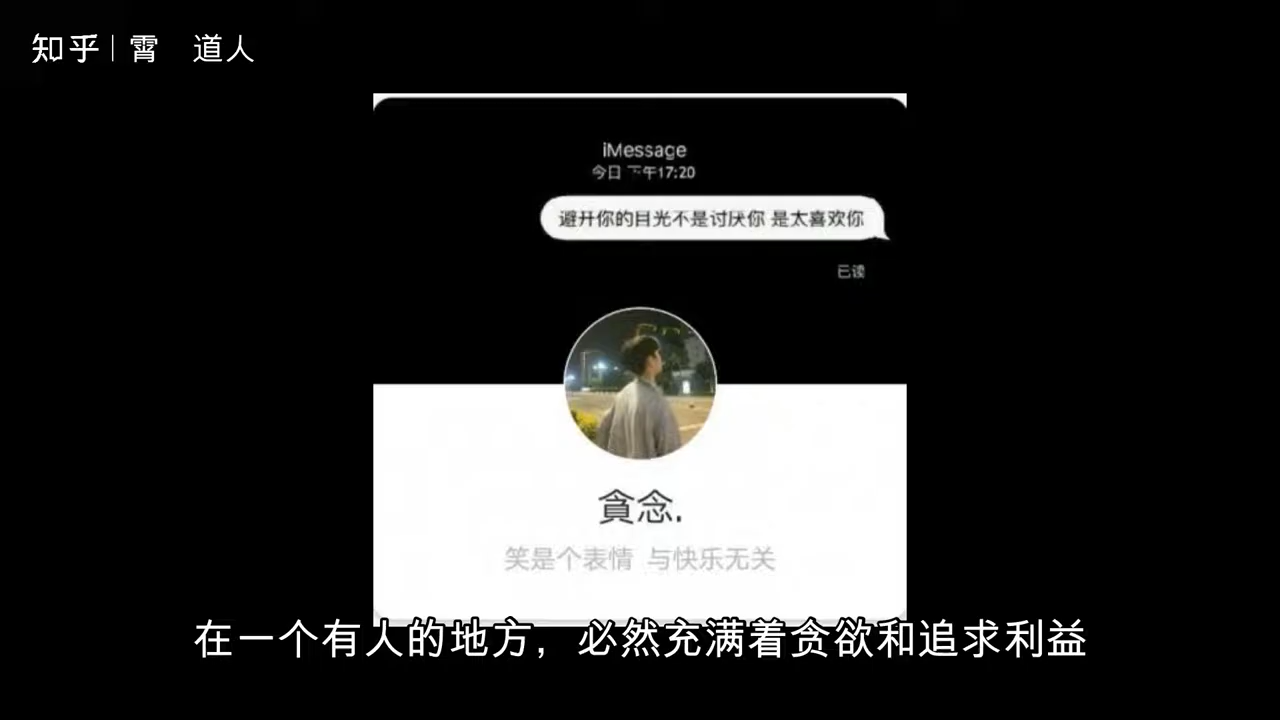 知乎 | 霄 道人
iMessage
今日 下午17:20
避开你的目光不是讨厌你 是太喜欢你
已读
貪念.
笑是个表情 与快乐无关
在一个有人的地方，必然充满着贪欲和追求利益